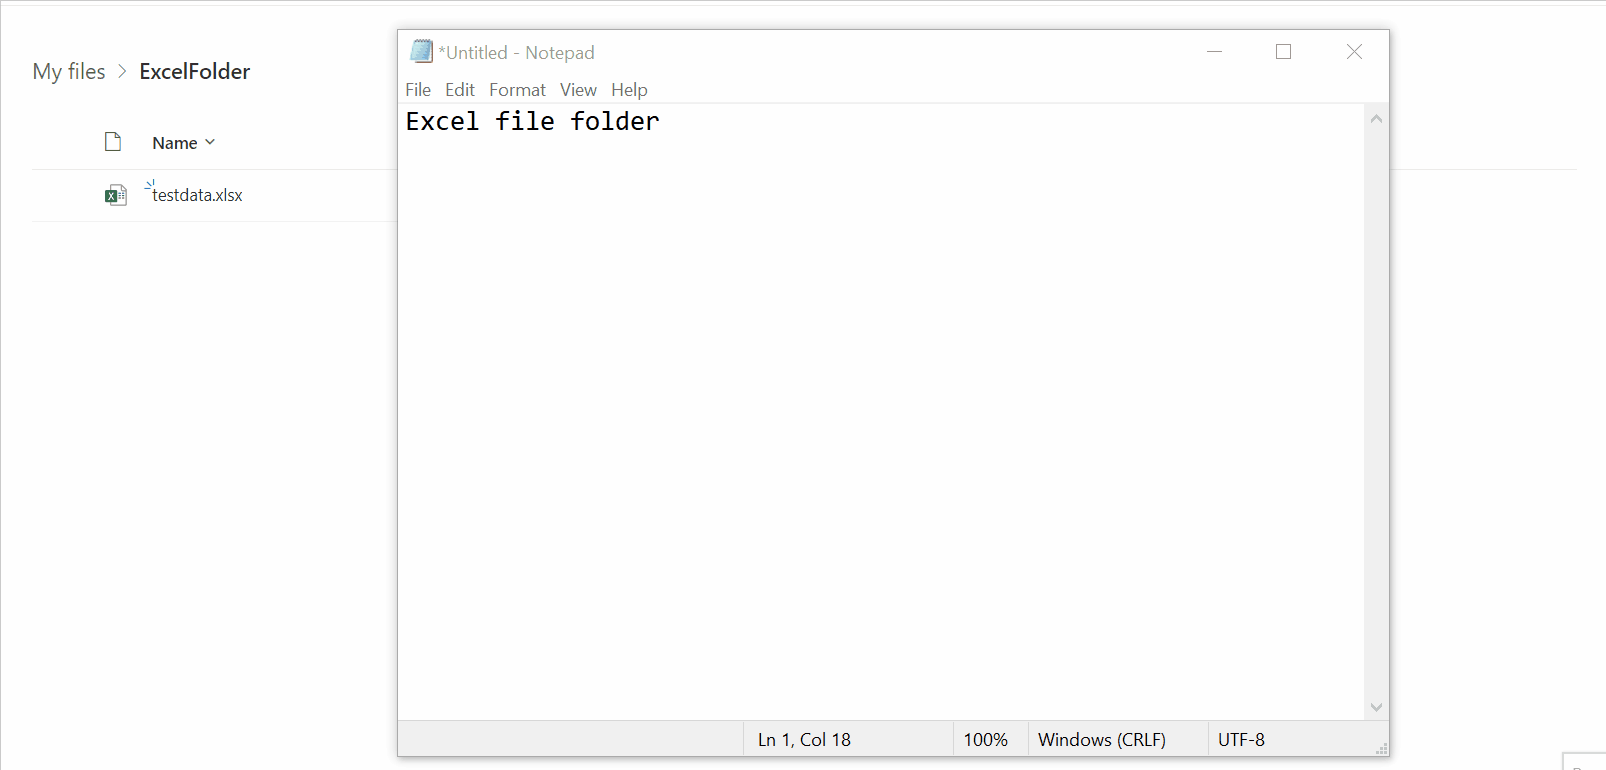 My files > ExcelFolder
Name
testdata.xlsx
*Untitled - Notepad
File Edit Format View Help
Excel file folder
Ln 1, Col 18 100% Windows (CRLF) UTF-8